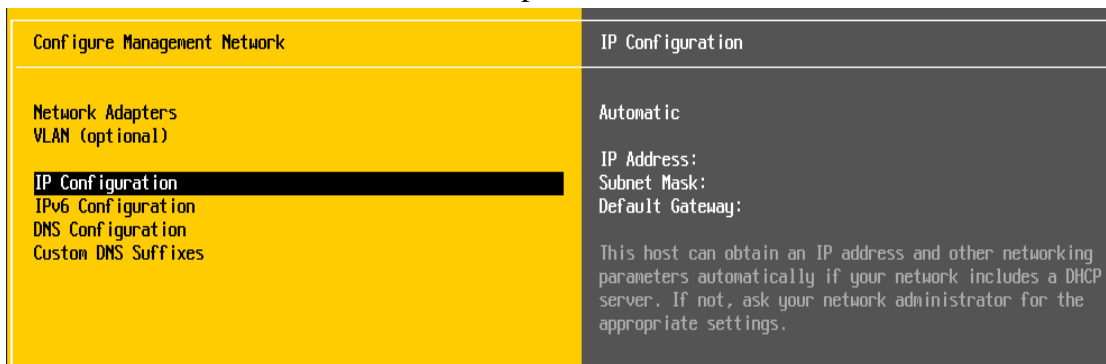 Configure Management Network
Network Adapters
VLAN (optional)
IP Configuration
IPv6 Configuration
DNS Configuration
Custom DNS Suffixes
IP Configuration
Automatic
IP Address:
Subnet Mask:
Default Gateway:
This host can obtain an IP address and other networking
parameters automatically if your network includes a DHCP
server. If not, ask your network administrator for the
appropriate settings.